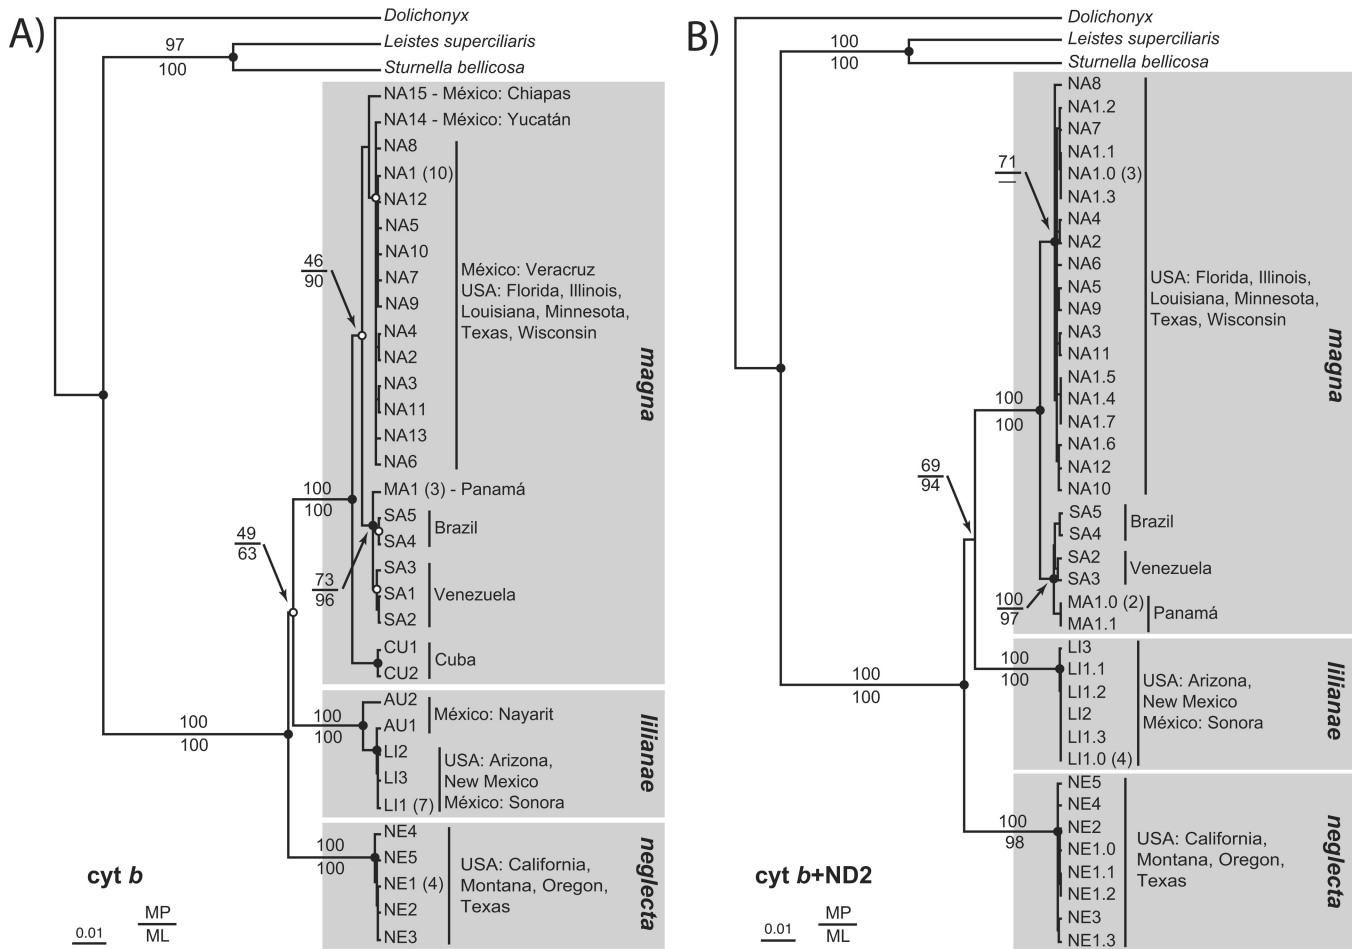 A)
Dolichonyx
97
100
Leistes superciliaris
Sturnella bellicosa
NA15 - México: Chiapas
NA14 - México: Yucatán
NA8
NA1 (10)
NA12
NA5
NA10
NA7
NA9
NA4
NA2
NA3
NA11
NA13
NA6
México: Veracruz
USA: Florida, Illinois,
Louisiana, Minnesota,
Texas, Wisconsin
magna
46
90
MA1 (3) - Panamá
SA5
SA4
Brazil
SA3
SA1
SA2
Venezuela
CU1
CU2
Cuba
100
100
49
63
73
96
AU2
AU1
México: Nayarit
LI2
LI3
LI1 (7)
USA: Arizona,
New Mexico
México: Sonora
lilianae
100
100
100
100
NE4
NE5
NE1 (4)
NE2
NE3
USA: California,
Montana, Oregon,
Texas
neglecta
100
100
cyt b
0.01
MP
ML
B)
Dolichonyx
100
100
Leistes superciliaris
Sturnella bellicosa
NA8
NA1.2
NA7
NA1.1
NA1.0 (3)
NA1.3
NA4
NA2
NA6
NA5
NA9
NA3
NA11
NA1.5
NA1.4
NA1.7
NA1.6
NA12
NA10
USA: Florida, Illinois,
Louisiana, Minnesota,
Texas, Wisconsin
magna
71
—
100
100
69
94
SA5
SA4
Brazil
SA2
SA3
Venezuela
MA1.0 (2)
MA1.1
Panamá
100
97
LI3
LI1.1
LI1.2
LI2
LI1.3
LI1.0 (4)
USA: Arizona,
New Mexico
México: Sonora
lilianae
100
100
100
100
NE5
NE4
NE2
NE1.0
NE1.1
NE1.2
NE3
NE1.3
USA: California,
Montana, Oregon,
Texas
neglecta
100
98
cyt b+ND2
0.01
MP
ML